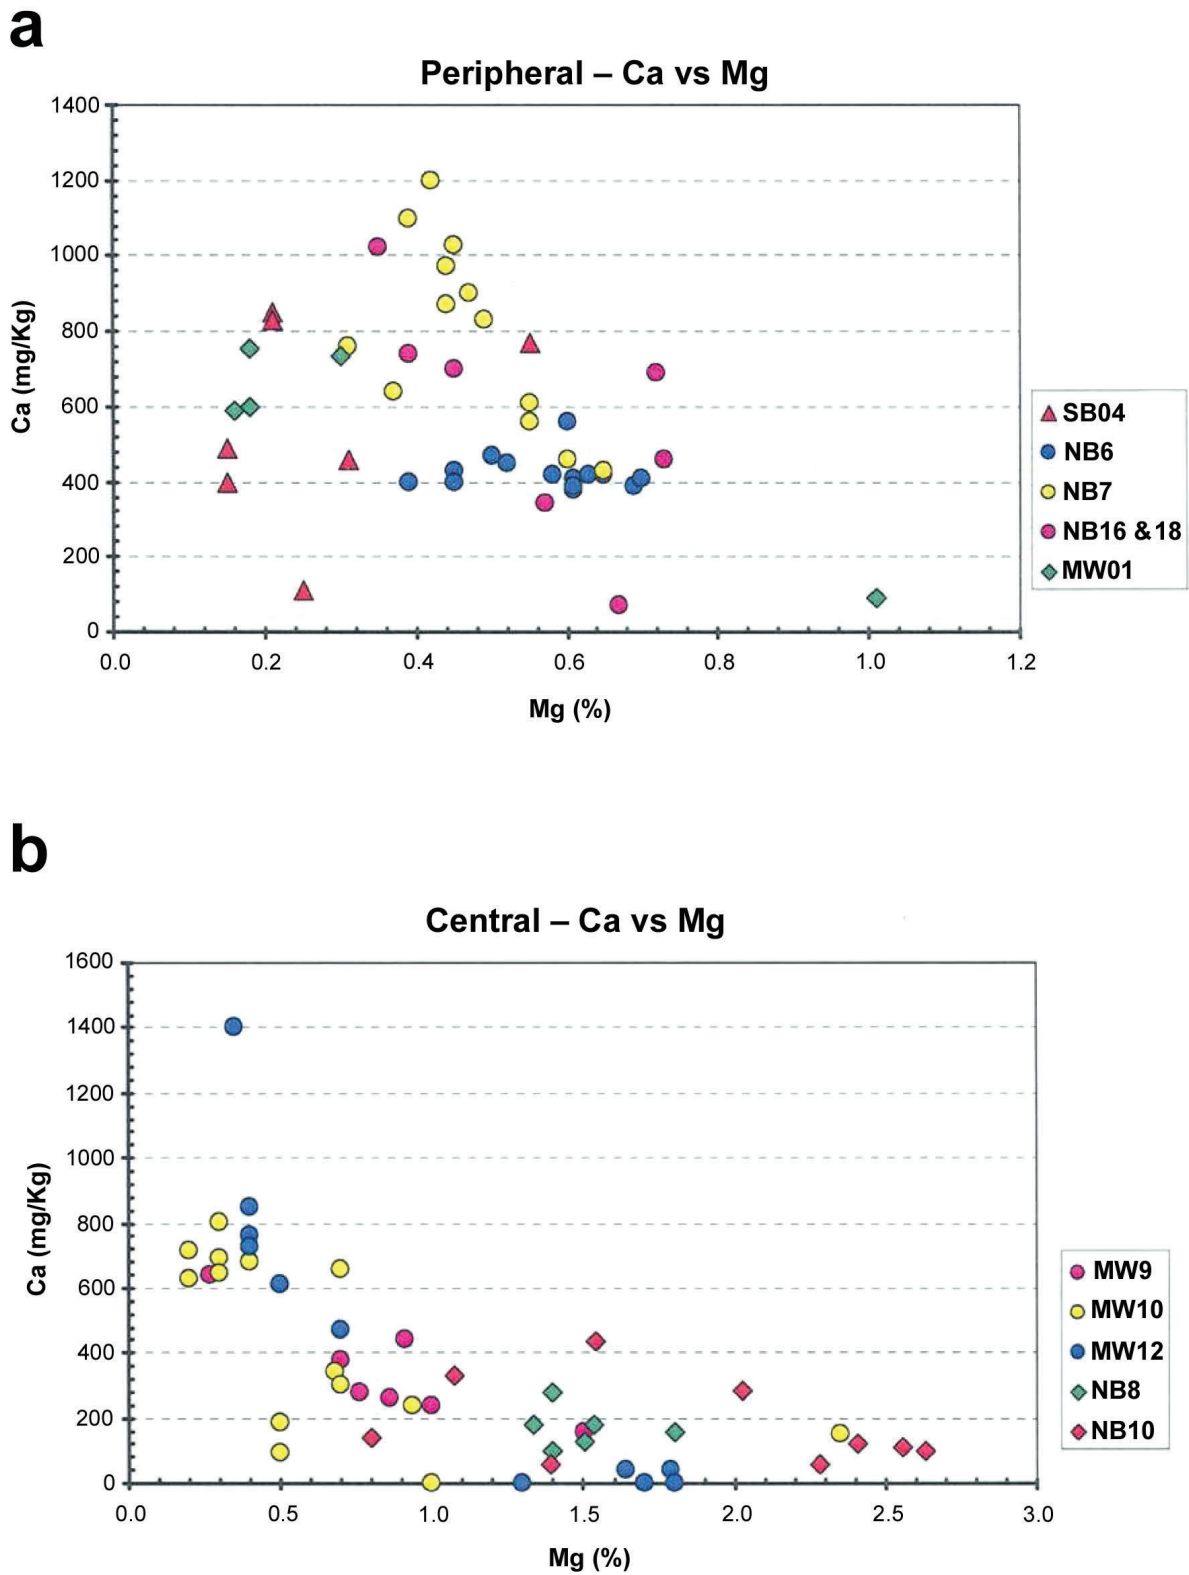 a
Peripheral – Ca vs Mg
1400
1200
1000
800
600
400
200
0
Ca (mg/Kg)
0.0 0.2 0.4 0.6 0.8 1.0 1.2
Mg (%)
SB04
NB6
NB7
NB16 &18
MW01
b
Central – Ca vs Mg
1600
1400
1200
1000
800
600
400
200
0
Ca (mg/Kg)
0.0 0.5 1.0 1.5 2.0 2.5 3.0
Mg (%)
MW9
MW10
MW12
NB8
NB10